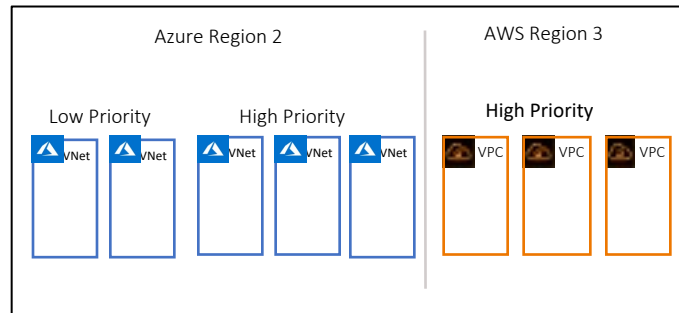 Azure Region 2
AWS Region 3
Low Priority
High Priority
High Priority
VNet
VNet
VNet
VNet
VNet
VPC
VPC
VPC